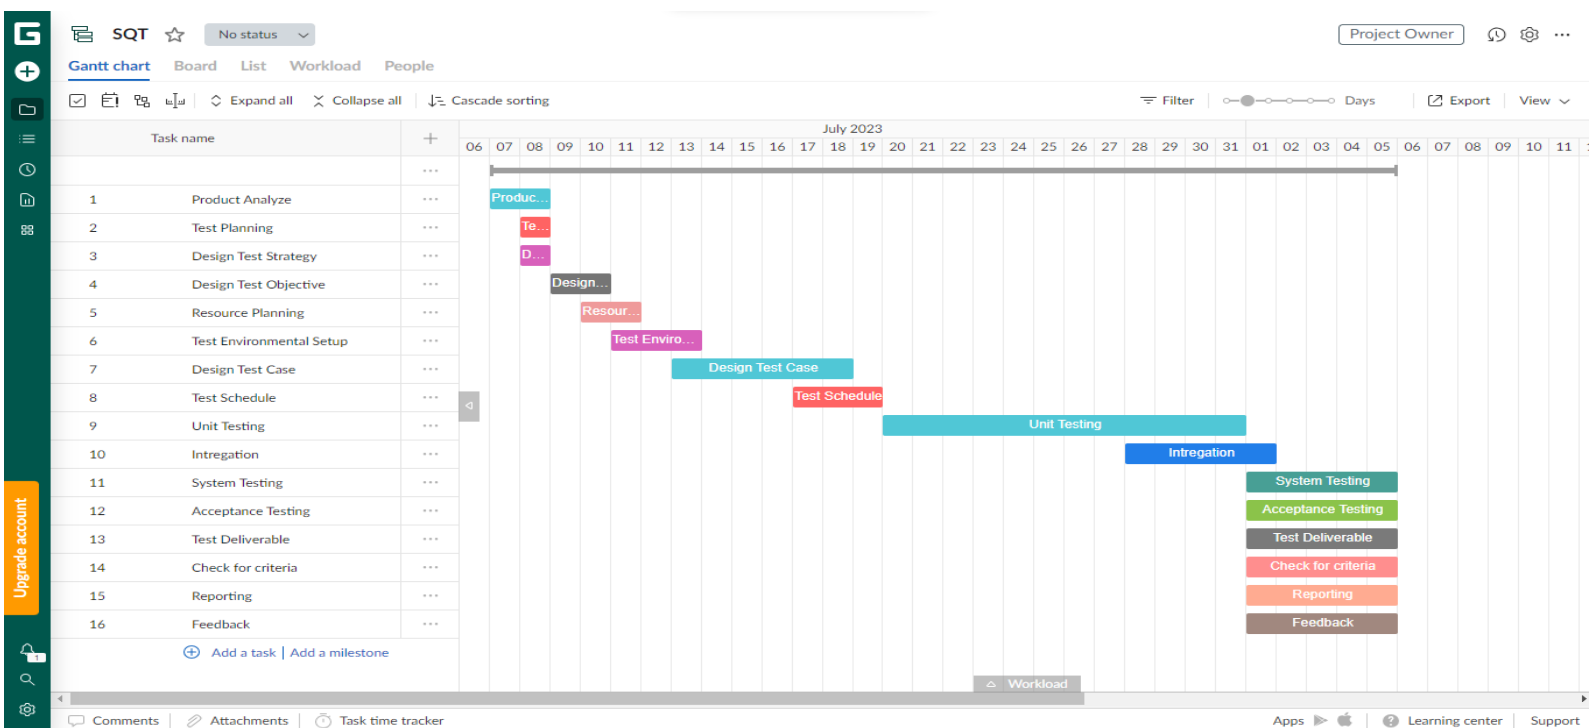 SQT No status Project Owner
Gantt chart Board List Workload People
Expand all Collapse all Cascade sorting Filter Days Export View
Task name
July 2023
06 07 08 09 10 11 12 13 14 15 16 17 18 19 20 21 22 23 24 25 26 27 28 29 30 31 01 02 03 04 05 06 07 08 09 10 11
1 Product Analyze Produc...
2 Test Planning Te...
3 Design Test Strategy D...
4 Design Test Objective Design...
5 Resource Planning Resour...
6 Test Environmental Setup Test Enviro...
7 Design Test Case Design Test Case
8 Test Schedule Test Schedule
9 Unit Testing Unit Testing
10 Intregation Intregation
11 System Testing System Testing
12 Acceptance Testing Acceptance Testing
13 Test Deliverable Test Deliverable
14 Check for criteria Check for criteria
15 Reporting Reporting
16 Feedback Feedback
Add a task | Add a milestone
Upgrade account
1
Workload
Comments Attachments Task time tracker Apps Learning center Support